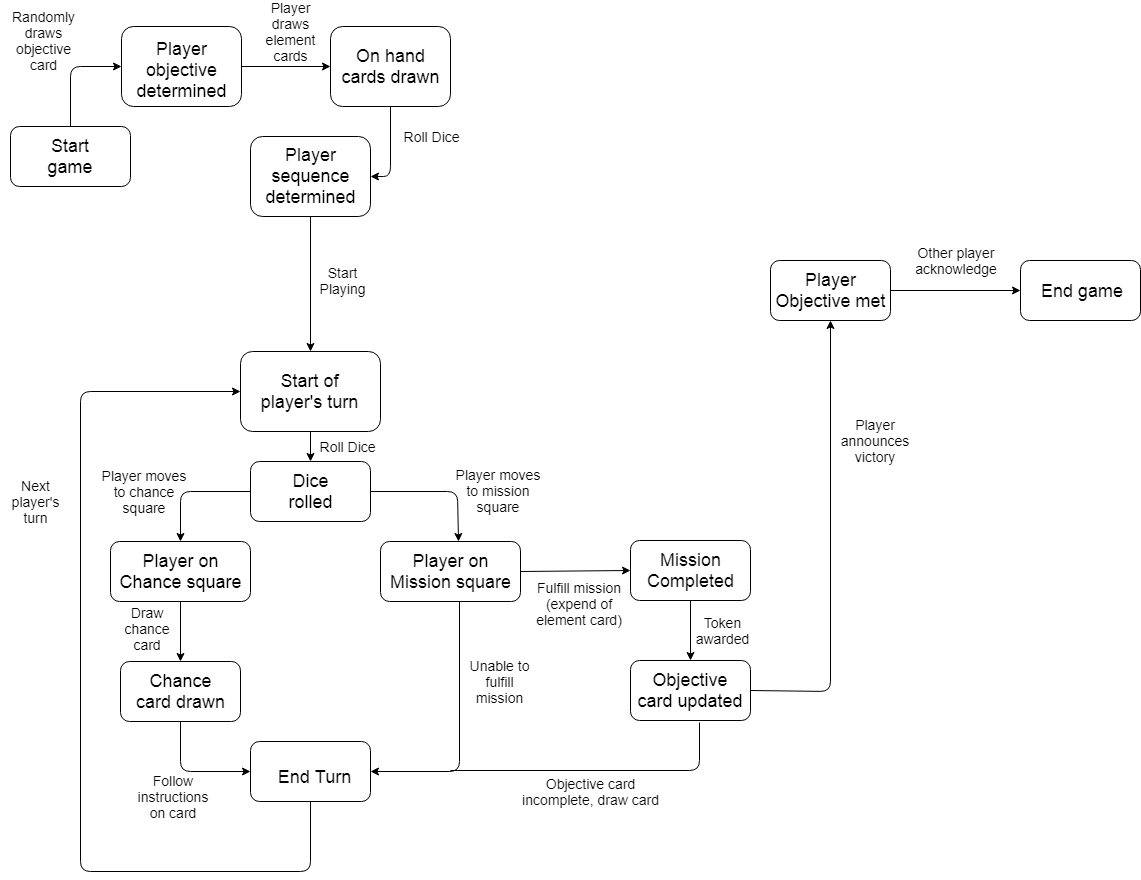 Randomly
draws
objective
card
Player
draws
element
cards
Player
objective
determined
On hand
cards drawn
Start
game
Roll Dice
Player
sequence
determined
Start
Playing
Other player
acknowledge
Player
Objective met
End game
Start of
player's turn
Roll Dice
Player
announces
victory
Next
player's
turn
Player moves
to chance
square
Dice
rolled
Player moves
to mission
square
Player on
Chance square
Player on
Mission square
Mission
Completed
Fulfill mission
(expend of
element card)
Draw
chance
card
Token
awarded
Unable to
fulfill
mission
Chance
card drawn
Objective
card updated
End Turn
Follow
instructions
on card
Objective card
incomplete, draw card